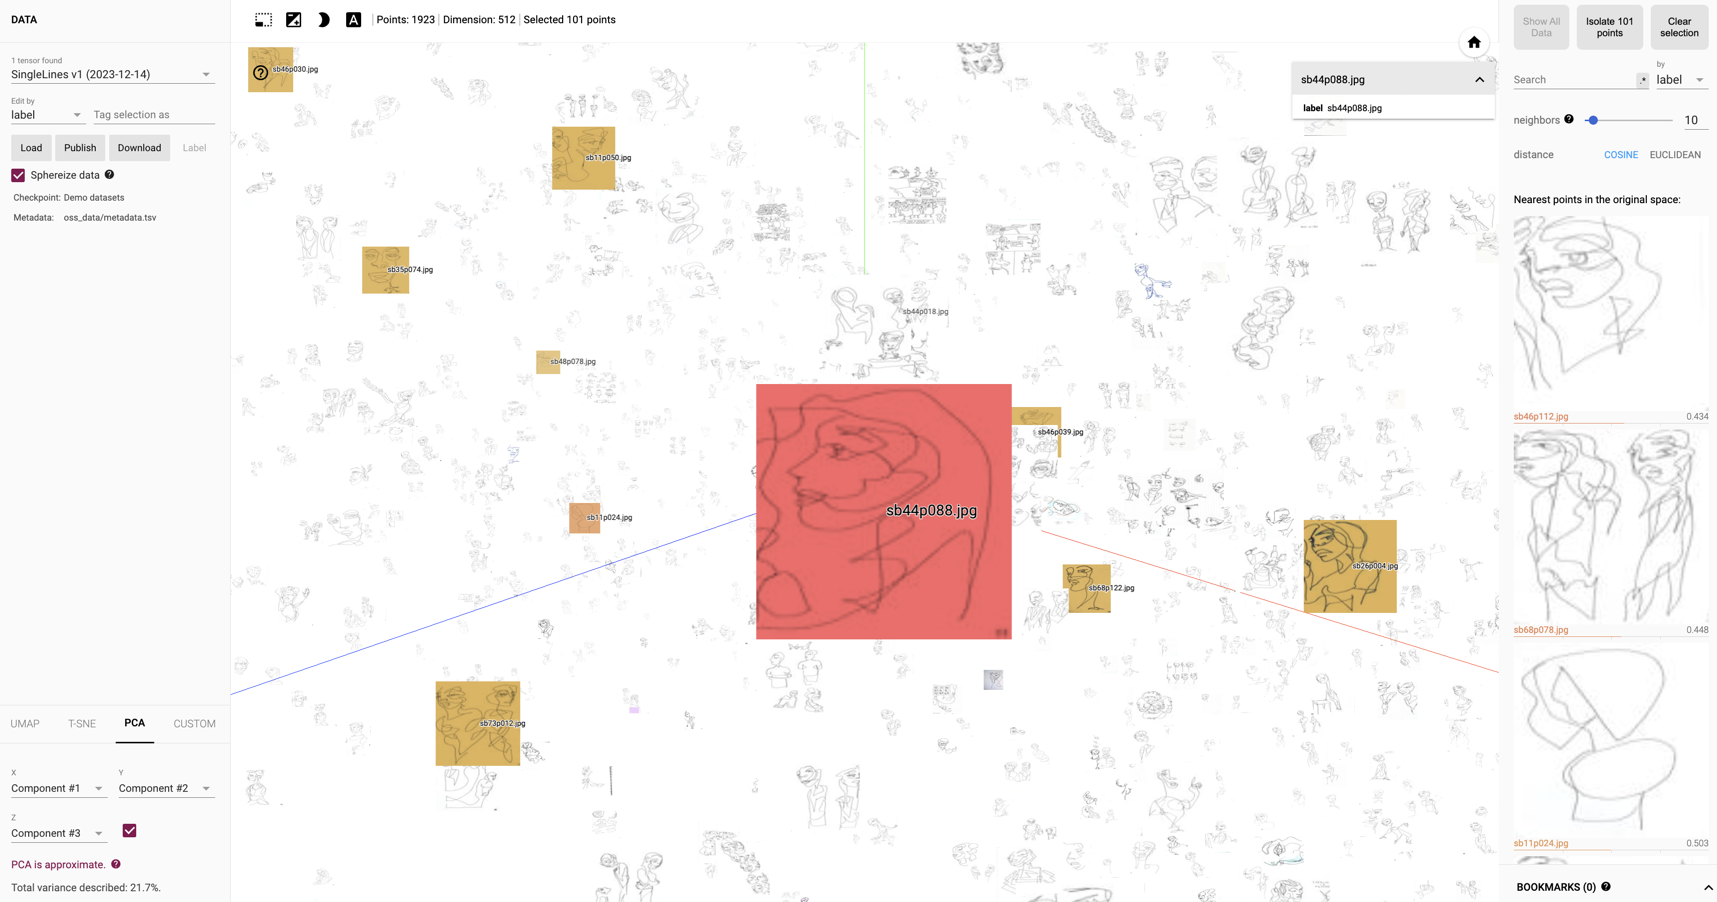 DATA
1 tensor found
SingleLines v1 (2023-12-14)
Edit by
label
Tag selection as
Load
Publish
Download
Label
Sphereize data
Checkpoint: Demo datasets
Metadata: oss_data/metadata.tsv
UMAP
T-SNE
PCA
CUSTOM
X
Component #1
Y
Component #2
Z
Component #3
PCA is approximate.
Total variance described: 21.7%.
A
Points: 1923
Dimension: 512
Selected 101 points
sb46p030.jpg
sb11p050.jpg
sb35p074.jpg
sb44p018.jpg
sb48p078.jpg
sb46p039.jpg
sb44p088.jpg
sb11p024.jpg
sb26p004.jpg
sb68p122.jpg
sb73p012.jpg
sb44p088.jpg
label sb44p088.jpg
Show All
Data
Isolate 101
points
Clear
selection
Search
.*
by
label
neighbors
10
distance
COSINE
EUCLIDEAN
Nearest points in the original space:
sb46p112.jpg
0.434
sb68p078.jpg
0.448
sb11p024.jpg
0.503
BOOKMARKS (0)